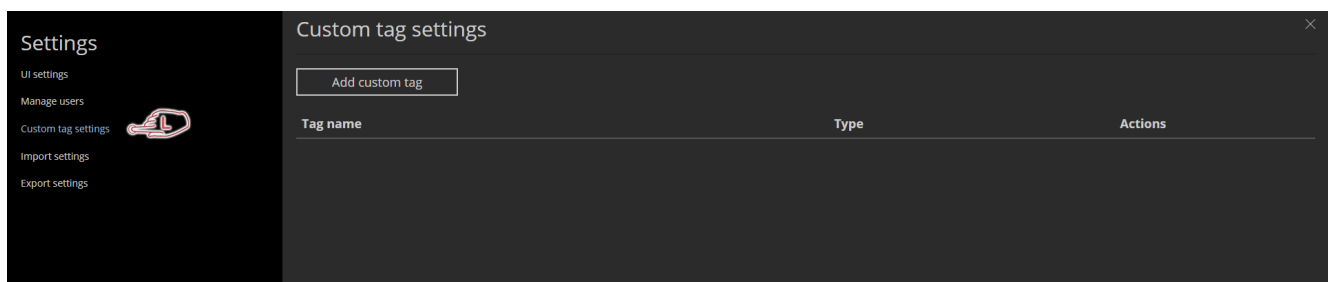 Settings
UI settings
Manage users
Custom tag settings
L
Import settings
Export settings
Custom tag settings
Add custom tag
Tag name Type Actions